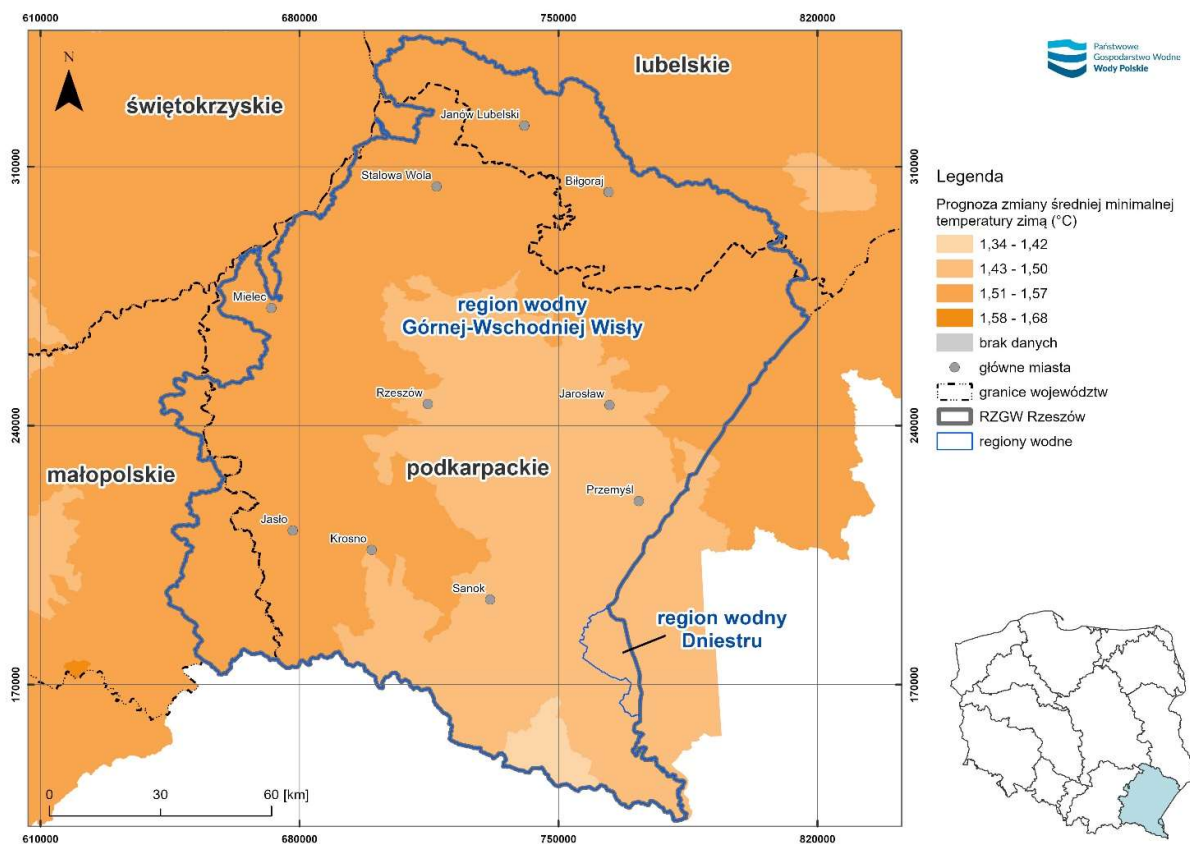 610000
680000
750000
820000
N
lubelskie
świętokrzyskie
Janów Lubelski
310000
310000
Stalowa Wola
Biłgoraj
Mielec
region wodny
Górnej-Wschodniej Wisły
Rzeszów
Jarosław
240000
240000
małopolskie
podkarpackie
Przemyśl
Jasło
Krosno
Sanok
region wodny
Dniestru
170000
170000
0
30
60 [km]
610000
680000
750000
820000
Państwowe
Gospodarstwo Wodne
Wody Polskie
Legenda
Prognoza zmiany średniej minimalnej
temperatury zimą (°C)
1,34 - 1,42
1,43 - 1,50
1,51 - 1,57
1,58 - 1,68
brak danych
główne miasta
granice województw
RZGW Rzeszów
regiony wodne